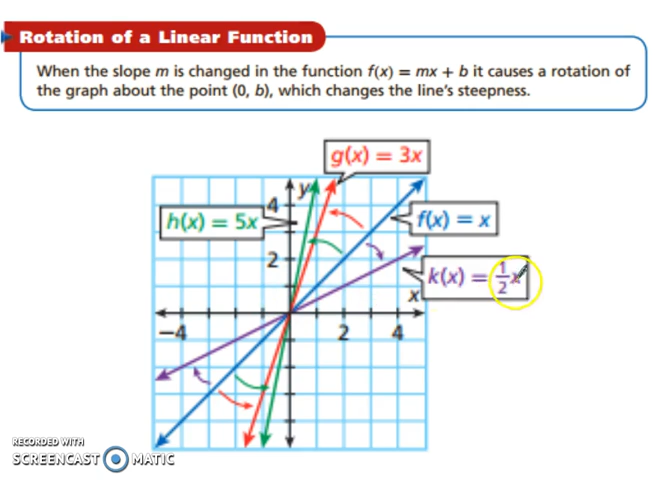 Rotation of a Linear Function
When the slope m is changed in the function f(x) = mx + b it causes a rotation of
the graph about the point (0, b), which changes the line's steepness.
g(x) = 3x
y
4
h(x) = 5x
f(x) = x
2
k(x) = 1/2 x
x
−4
2
4
RECORDED WITH
SCREENCAST MATIC